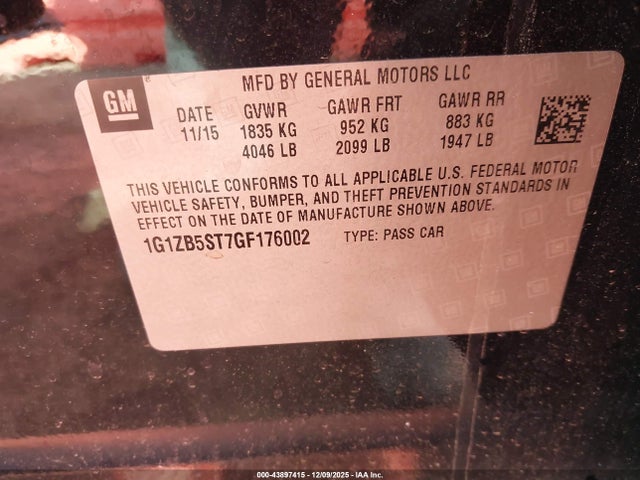 MFD BY GENERAL MOTORS LLC
GM
DATE GVWR GAWR FRT GAWR RR
11/15 1835 KG 952 KG 883 KG
4046 LB 2099 LB 1947 LB
THIS VEHICLE CONFORMS TO ALL APPLICABLE U.S. FEDERAL MOTOR
VEHICLE SAFETY, BUMPER, AND THEFT PREVENTION STANDARDS IN
EFFECT ON THE DATE OF MANUFACTURE SHOWN ABOVE.
1G1ZB5ST7GF176002 TYPE: PASS CAR
000-43897415 - 12/09/2025 - IAA Inc.